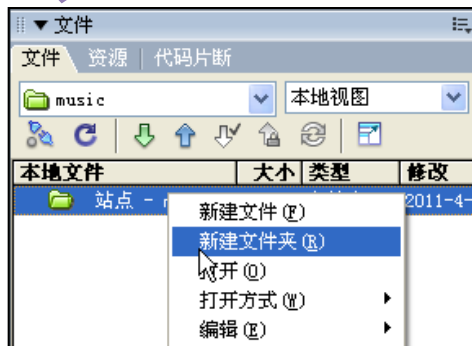 ▼ 文件
文件 资源 代码片断
music 本地视图
本地文件 大小 类型 修改
站点 - 2011-4-
新建文件(F)
新建文件夹(R)
打开(O)
打开方式(W)
编辑(E)